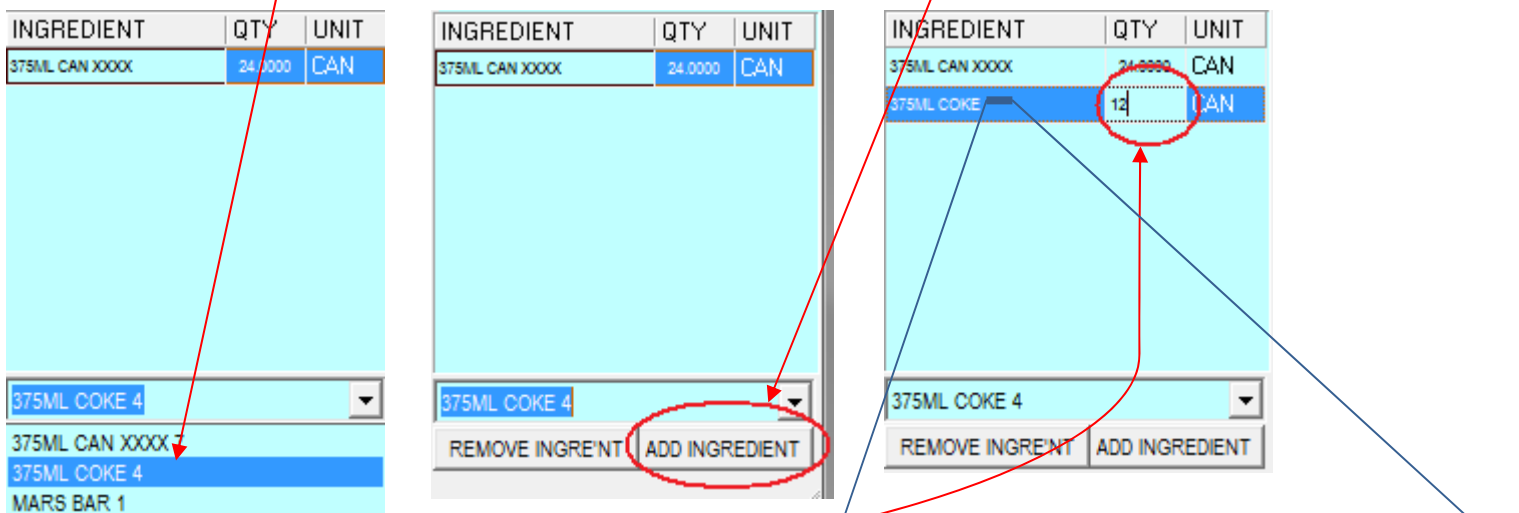 INGREDIENT QTY UNIT
375ML CAN XXXX 24.0000 CAN
375ML COKE 4
375ML CAN XXXX 7
375ML COKE 4
MARS BAR 1
INGREDIENT QTY UNIT
375ML CAN XXXX 24.0000 CAN
375ML COKE 4
REMOVE INGRE'NT ADD INGREDIENT
INGREDIENT QTY UNIT
375ML CAN XXXX 24.0000 CAN
375ML COKE 12 CAN
375ML COKE 4
REMOVE INGRE'NT ADD INGREDIENT